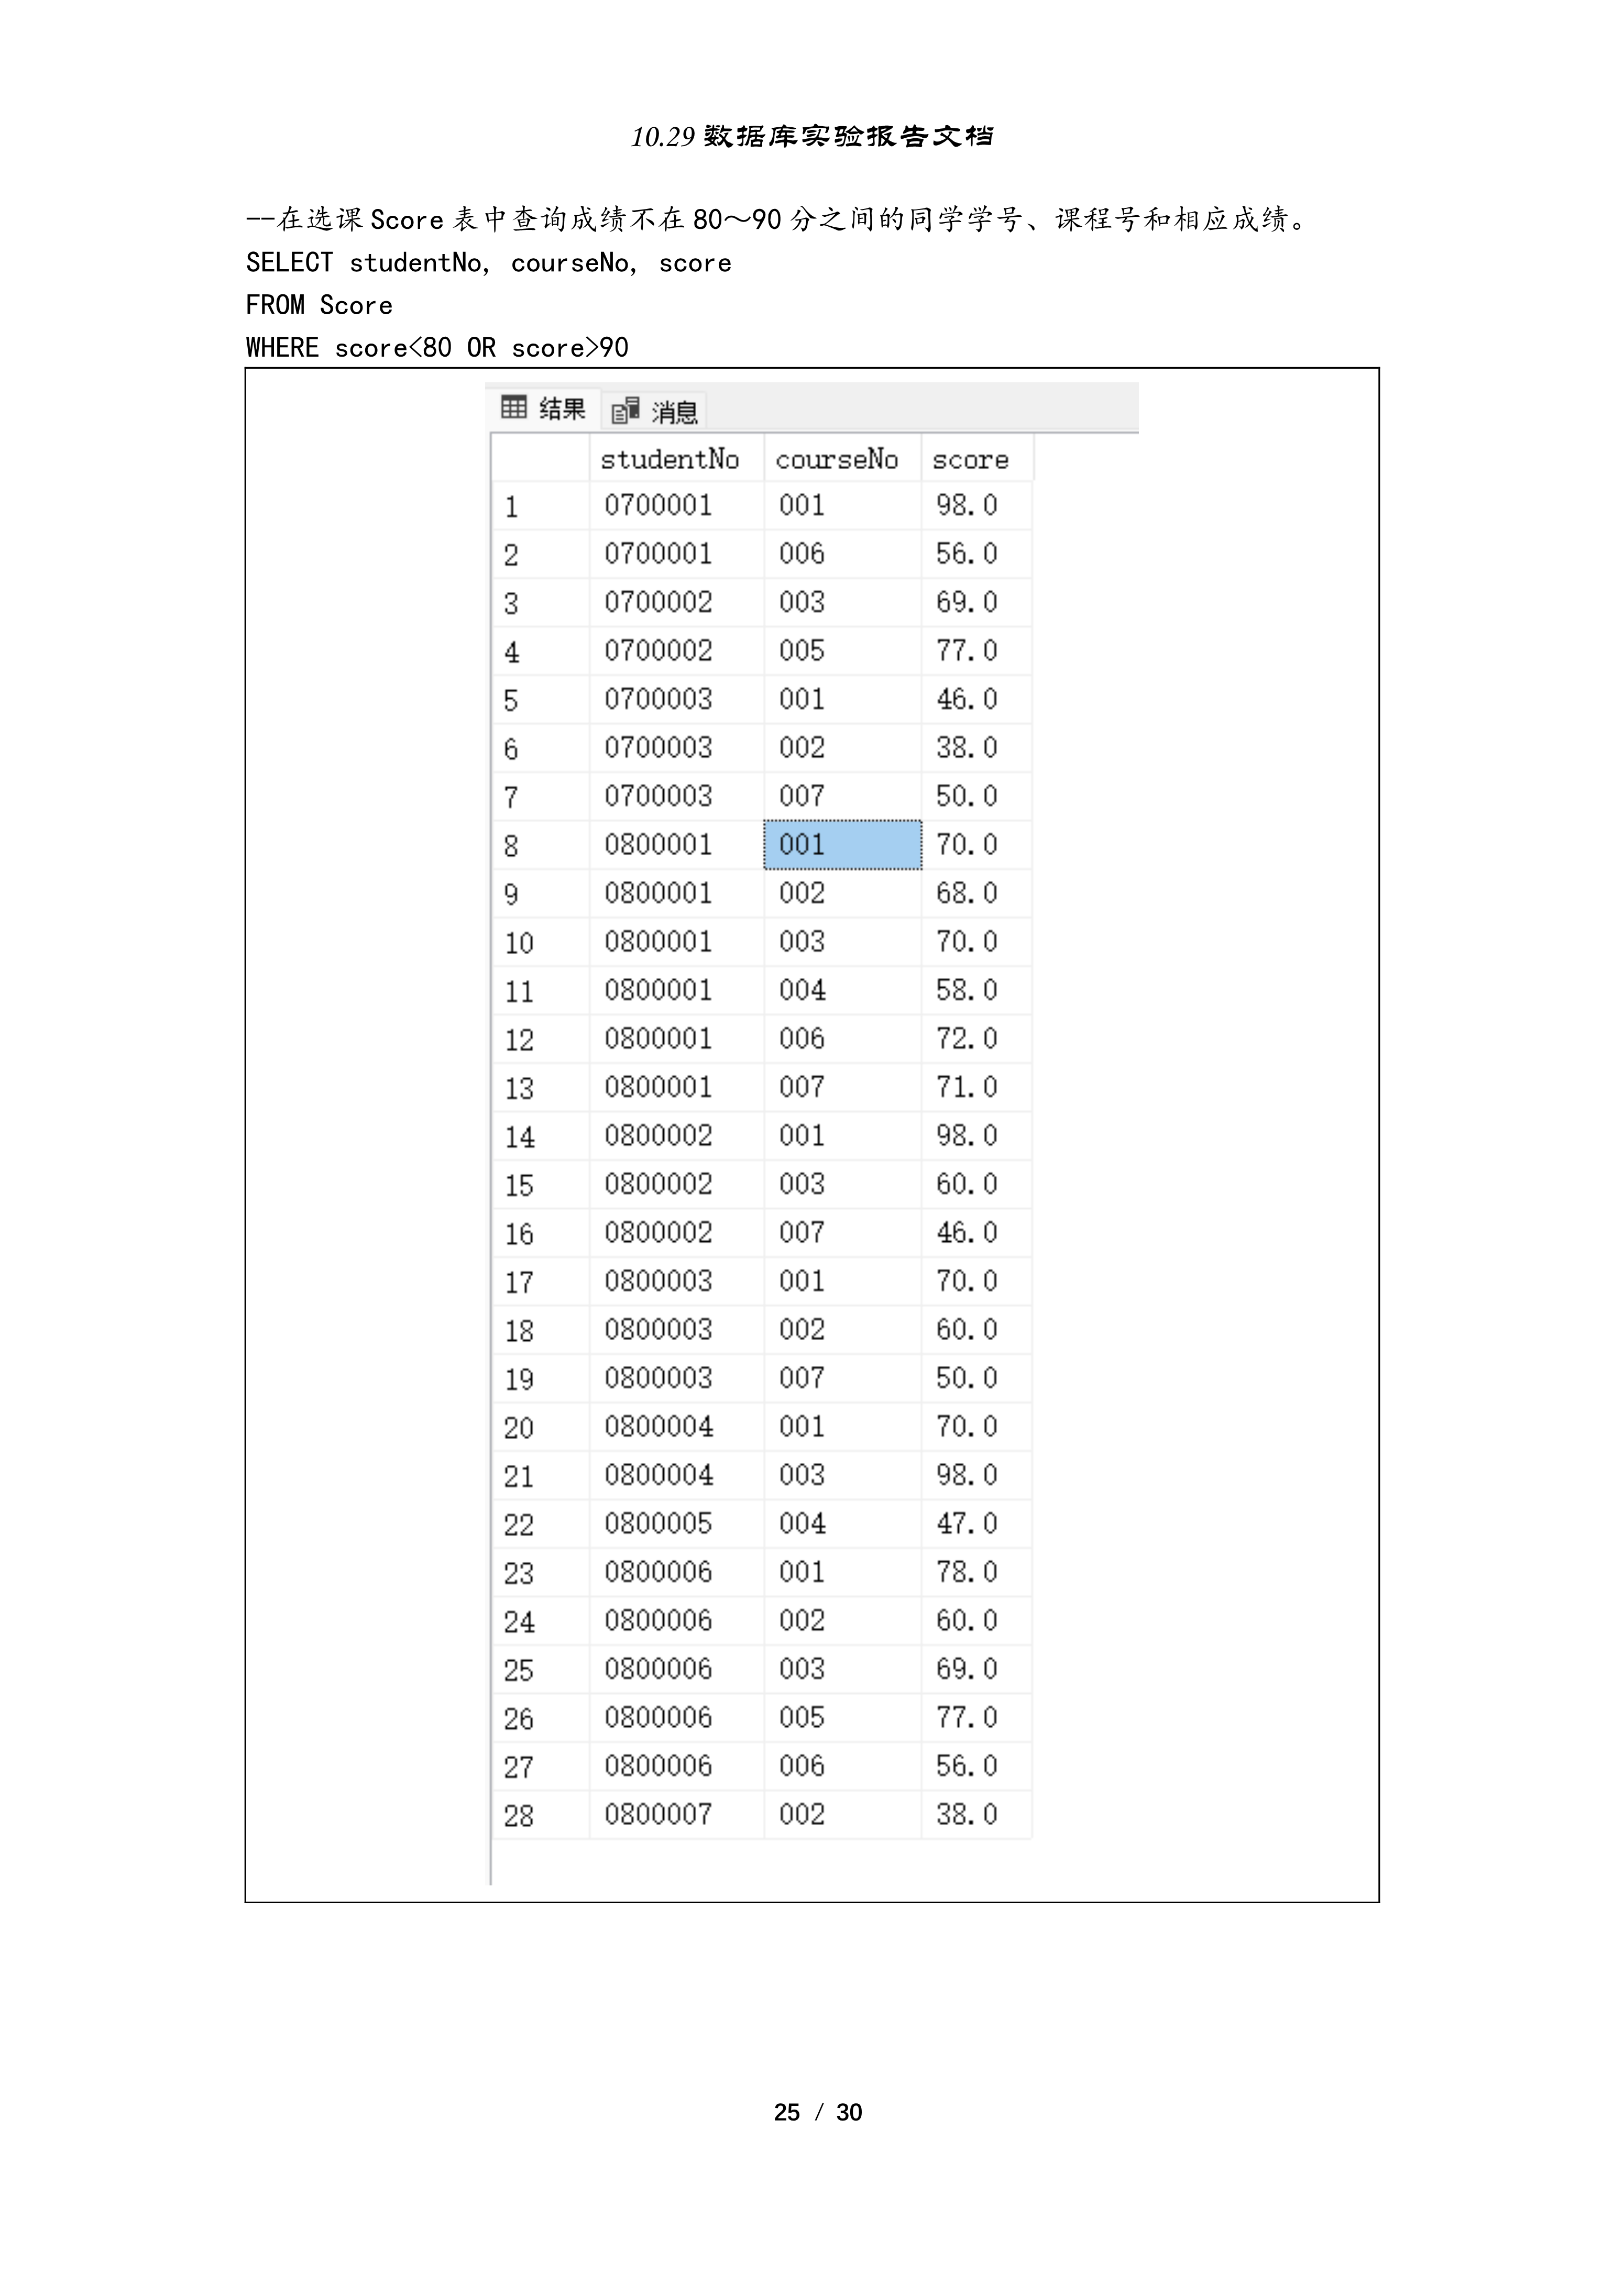 10.29 数据库实验报告文档
--在选课 Score 表中查询成绩不在 80～90 分之间的同学学号、课程号和相应成绩。
SELECT studentNo, courseNo, score
FROM Score
WHERE score<80 OR score>90
结果 消息
studentNo courseNo score
1 0700001 001 98.0
2 0700001 006 56.0
3 0700002 003 69.0
4 0700002 005 77.0
5 0700003 001 46.0
6 0700003 002 38.0
7 0700003 007 50.0
8 0800001 001 70.0
9 0800001 002 68.0
10 0800001 003 70.0
11 0800001 004 58.0
12 0800001 006 72.0
13 0800001 007 71.0
14 0800002 001 98.0
15 0800002 003 60.0
16 0800002 007 46.0
17 0800003 001 70.0
18 0800003 002 60.0
19 0800003 007 50.0
20 0800004 001 70.0
21 0800004 003 98.0
22 0800005 004 47.0
23 0800006 001 78.0
24 0800006 002 60.0
25 0800006 003 69.0
26 0800006 005 77.0
27 0800006 006 56.0
28 0800007 002 38.0
25 / 30